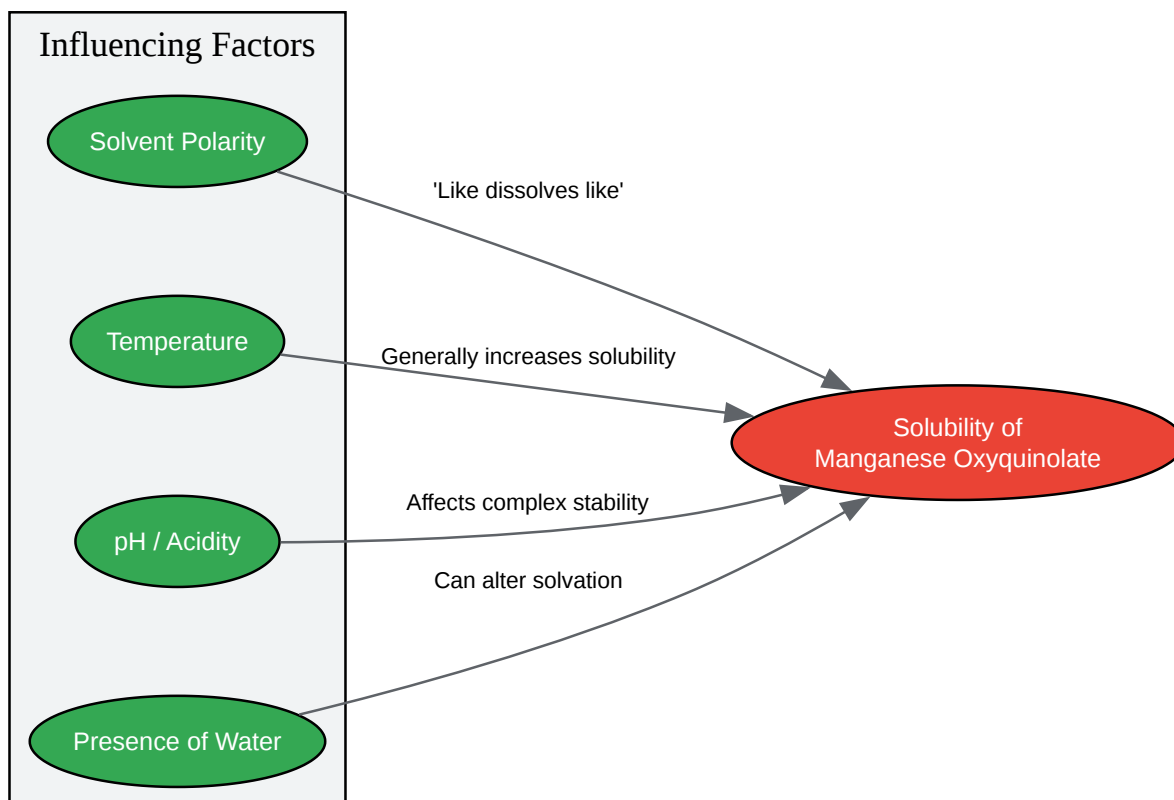 Influencing Factors
Solvent Polarity
'Like dissolves like'
Temperature
Generally increases solubility
Solubility of
Manganese Oxyquinolate
pH / Acidity
Affects complex stability
Can alter solvation
Presence of Water